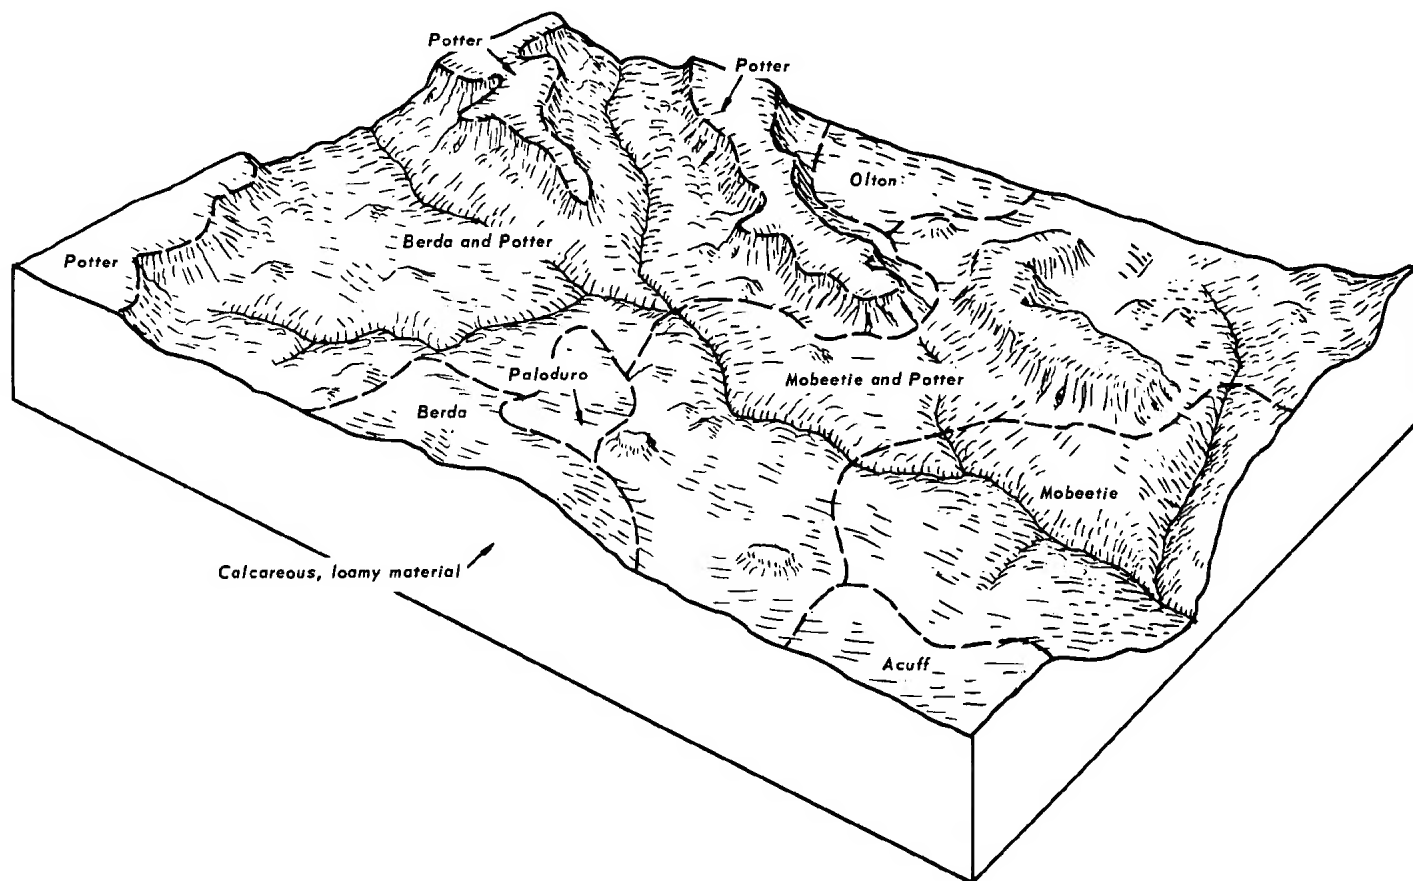 Potter
Potter
Olton
Berda and Potter
Potter
Paloduro
Mobeetie and Potter
Berda
Mobeetie
Calcareous, loamy material
Acuff